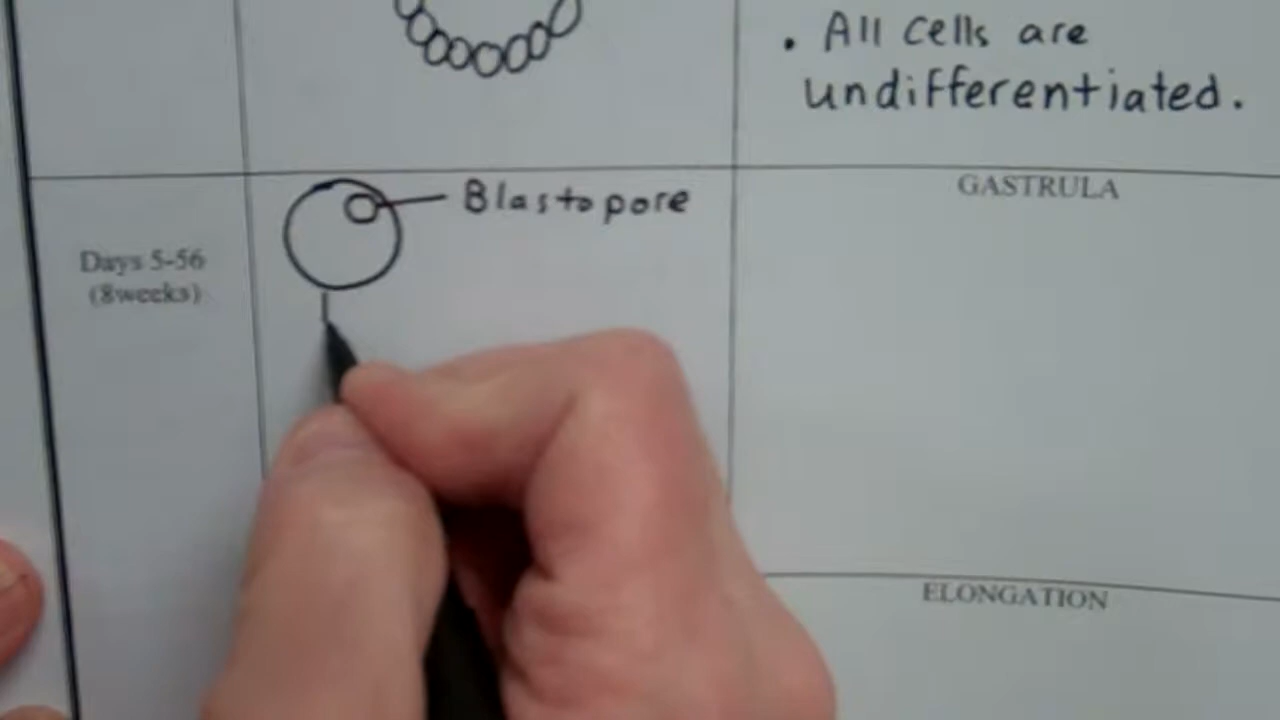 . All cells are
undifferentiated.
GASTRULA
Blastopore
Days 5-56
(8weeks)
ELONGATION